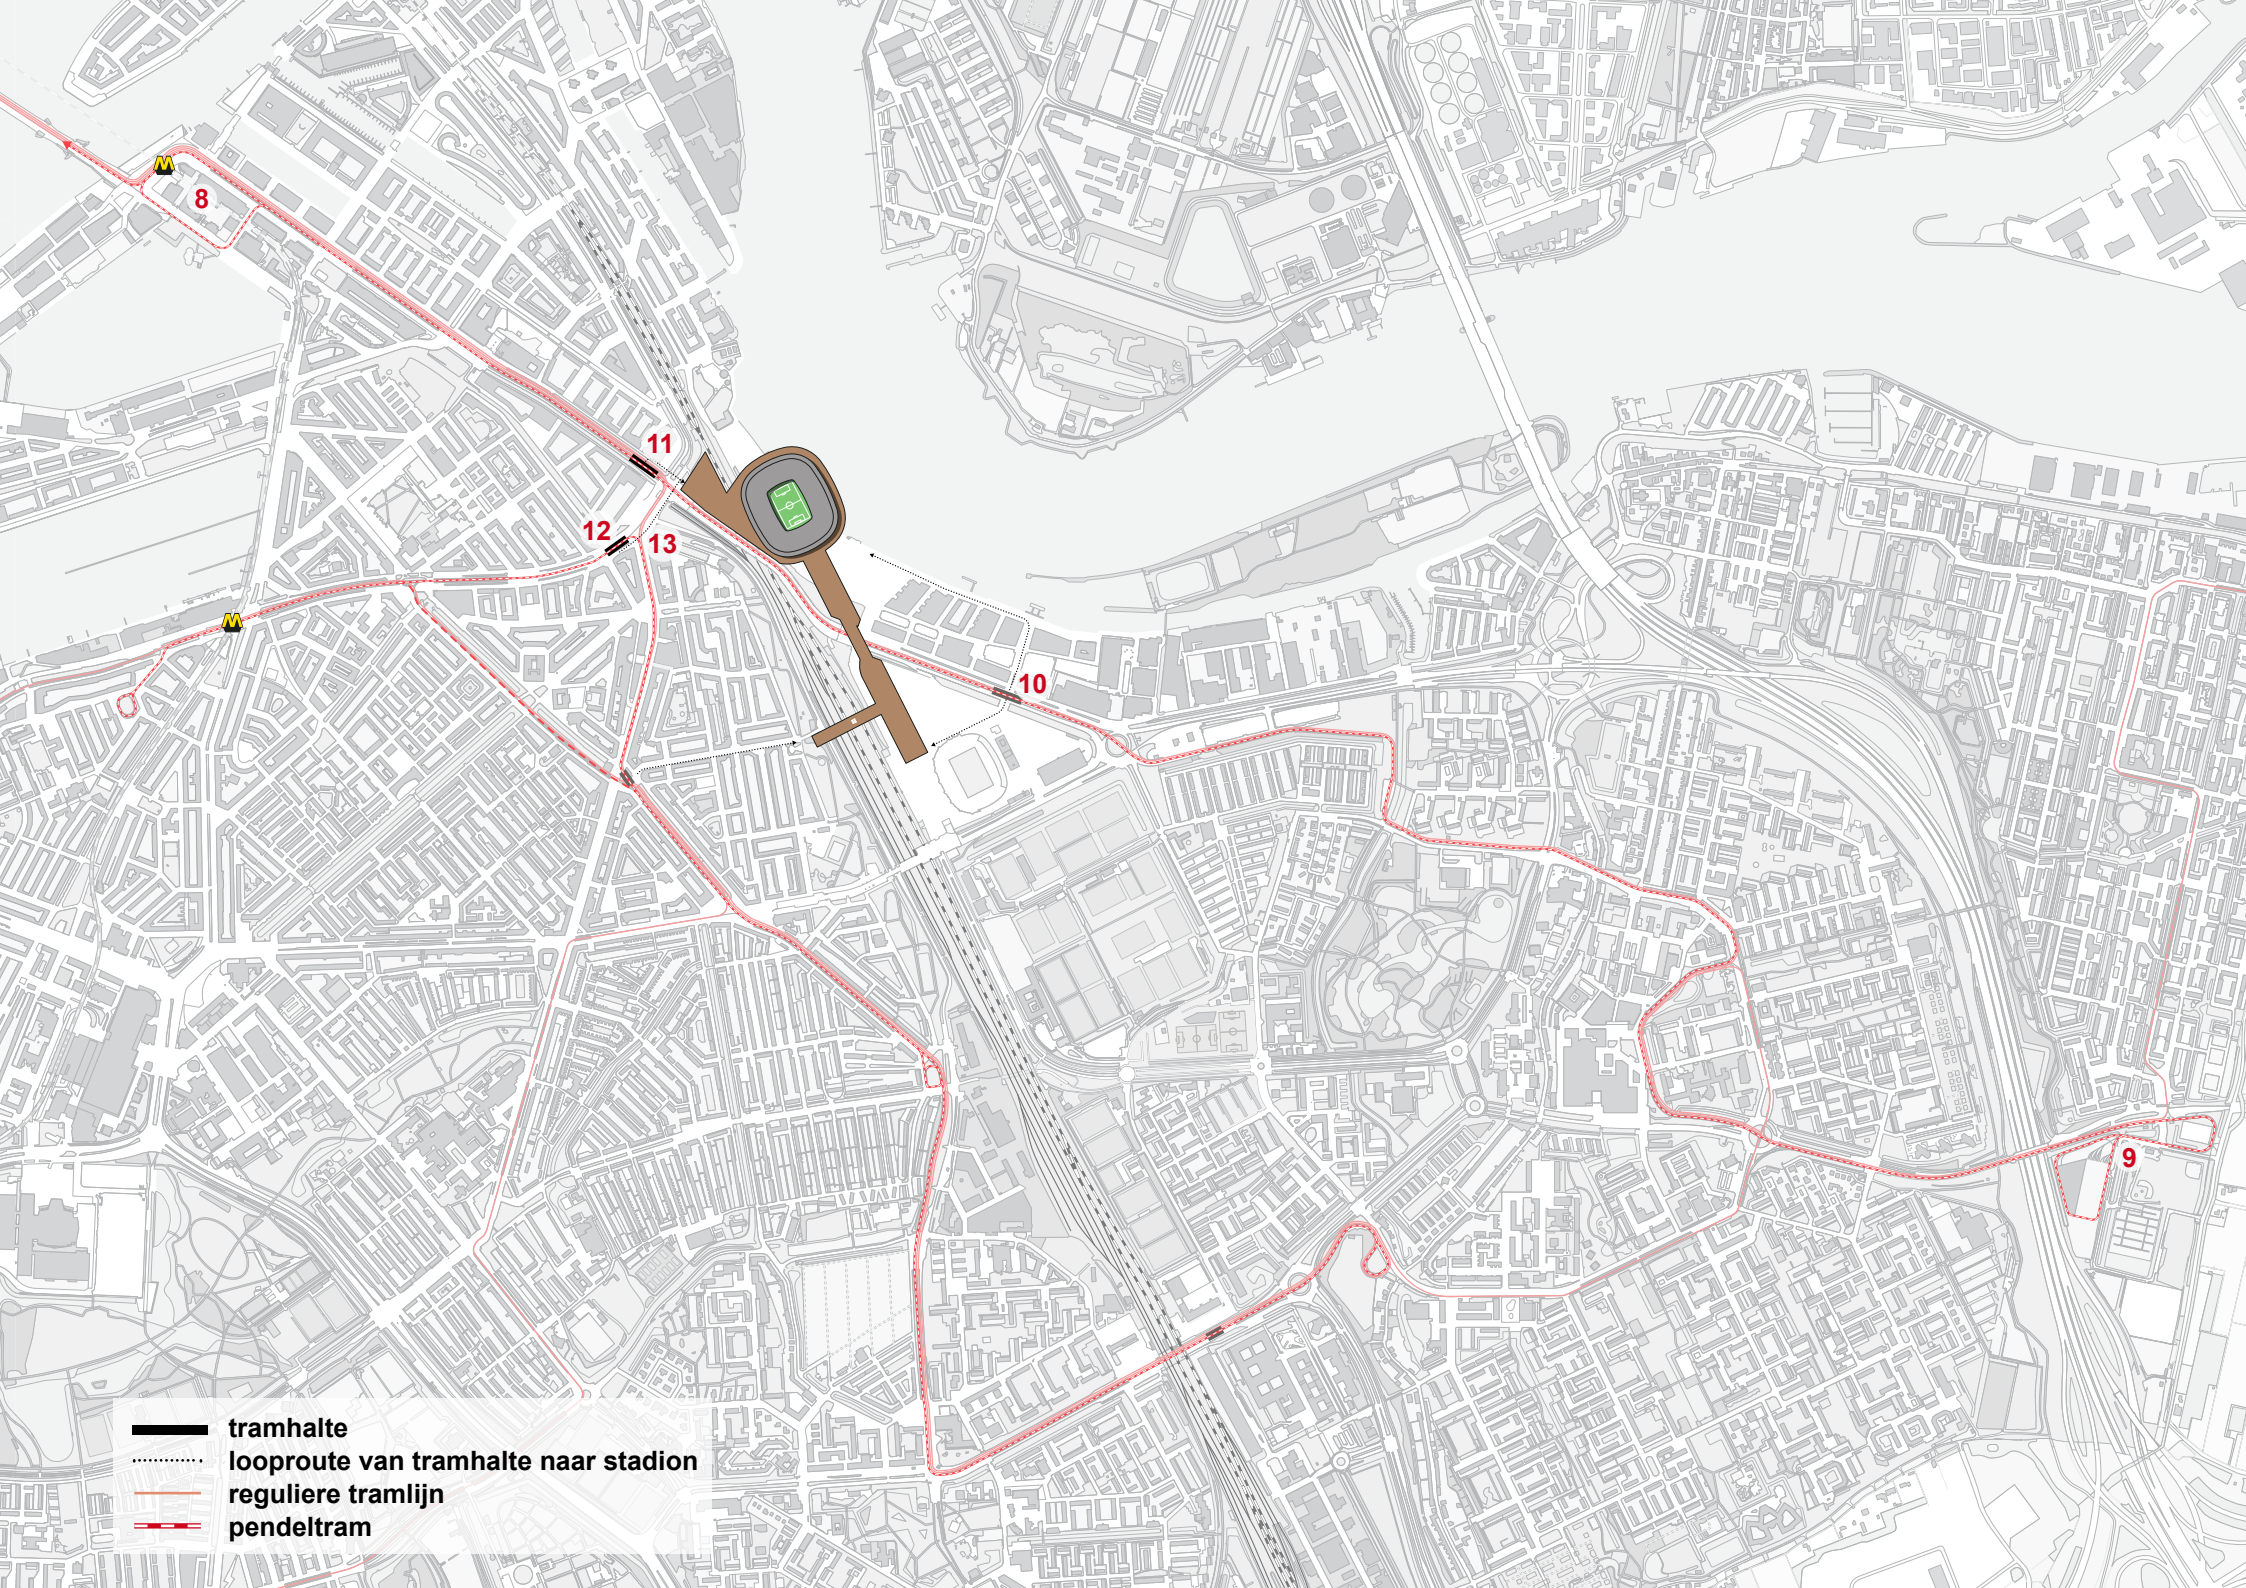 M
8
11
12
13
M
10
9
tramhalte
looproute van tramhalte naar stadion
reguliere tramlijn
pendeltram